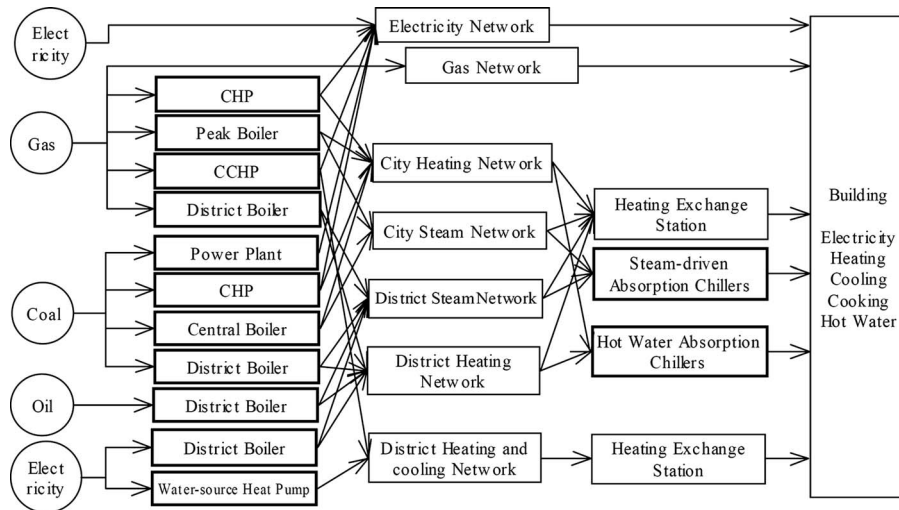 Elect
ricity
Electricity Network
Gas Network
Gas
CHP
Peak Boiler
CCHP
District Boiler
City Heating Network
City Steam Network
Heating Exchange
Station
Building
Electricity
Heating
Cooling
Cooking
Hot Water
Coal
Power Plant
CHP
Central Boiler
District Boiler
District SteamNetwork
District Heating
Network
Steam-driven
Absorption Chillers
Hot Water Absorption
Chillers
Oil
District Boiler
Elect
ricity
District Boiler
Water-source Heat Pump
District Heating and
cooling Network
Heating Exchange
Station